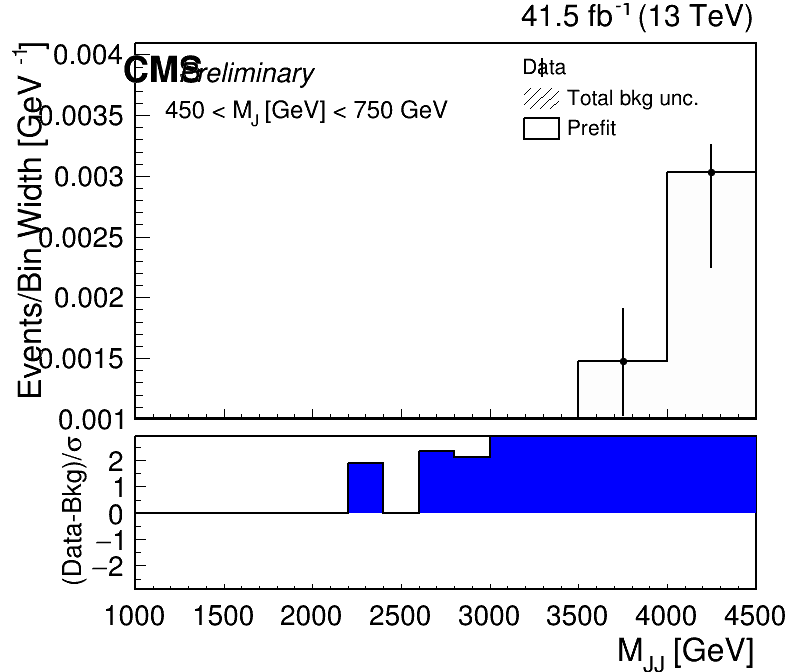 41.5 fb⁻¹ (13 TeV)
CMS Preliminary
450 < M_J [GeV] < 750 GeV
Data
Total bkg unc.
Prefit
Events/Bin Width [GeV⁻¹]
0.004
0.0035
0.003
0.0025
0.002
0.0015
0.001
(Data-Bkg)/σ
2
1
0
−1
−2
1000 1500 2000 2500 3000 3500 4000 4500
M_JJ [GeV]